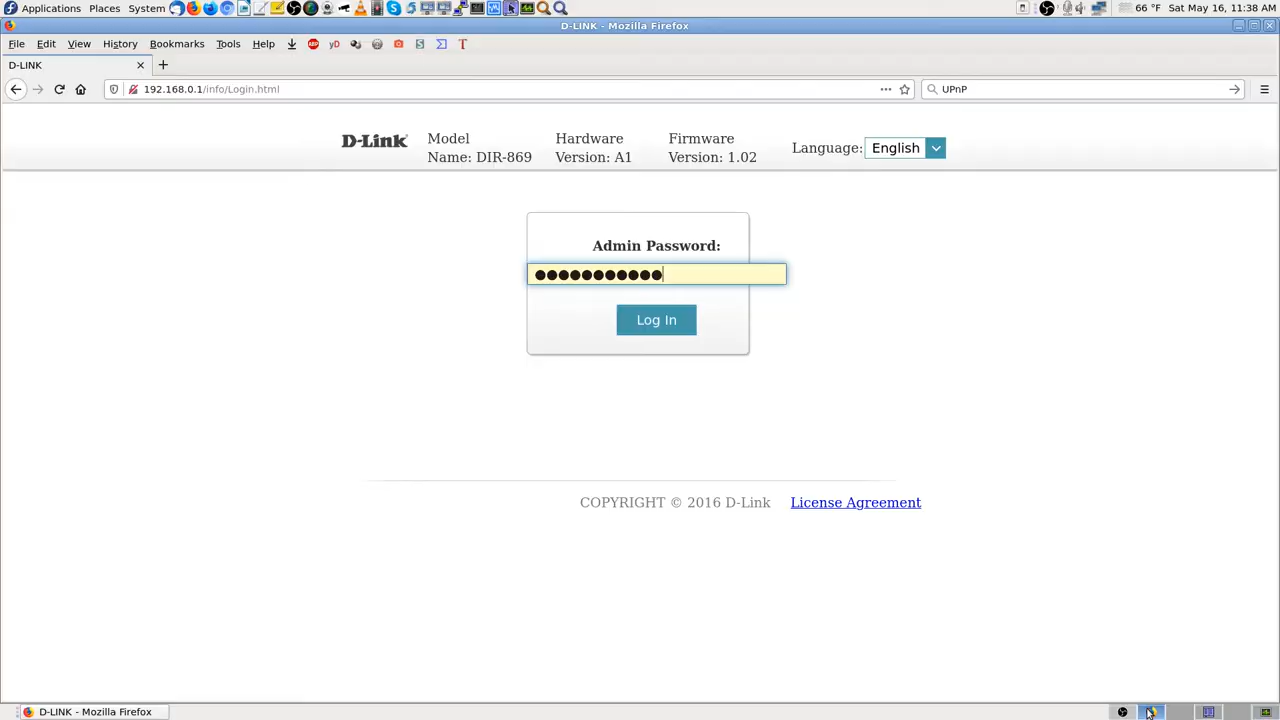 Applications Places System 66 °F Sat May 16, 11:38 AM
D-LINK - Mozilla Firefox
File Edit View History Bookmarks Tools Help
D-LINK
192.168.0.1/info/Login.html UPnP
D-Link Model Name: DIR-869 Hardware Version: A1 Firmware Version: 1.02 Language: English
Admin Password:
Log In
COPYRIGHT © 2016 D-Link License Agreement
D-LINK - Mozilla Firefox